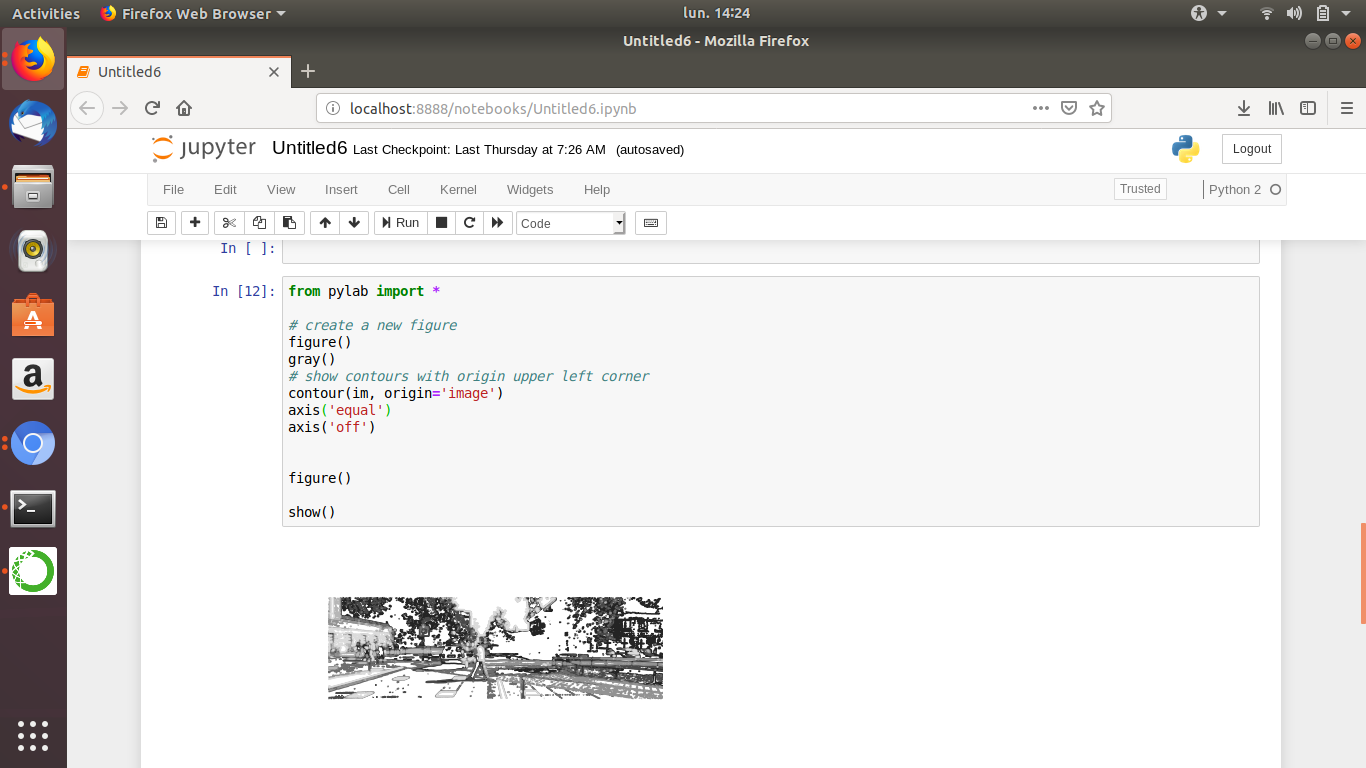 Activities Firefox Web Browser lun. 14:24
Untitled6 - Mozilla Firefox
Untitled6
localhost:8888/notebooks/Untitled6.ipynb
jupyter Untitled6 Last Checkpoint: Last Thursday at 7:26 AM (autosaved) Logout
File Edit View Insert Cell Kernel Widgets Help Trusted Python 2
Run Code
In [ ]:
In [12]: from pylab import *
# create a new figure
figure()
gray()
# show contours with origin upper left corner
contour(im, origin='image')
axis('equal')
axis('off')
figure()
show()